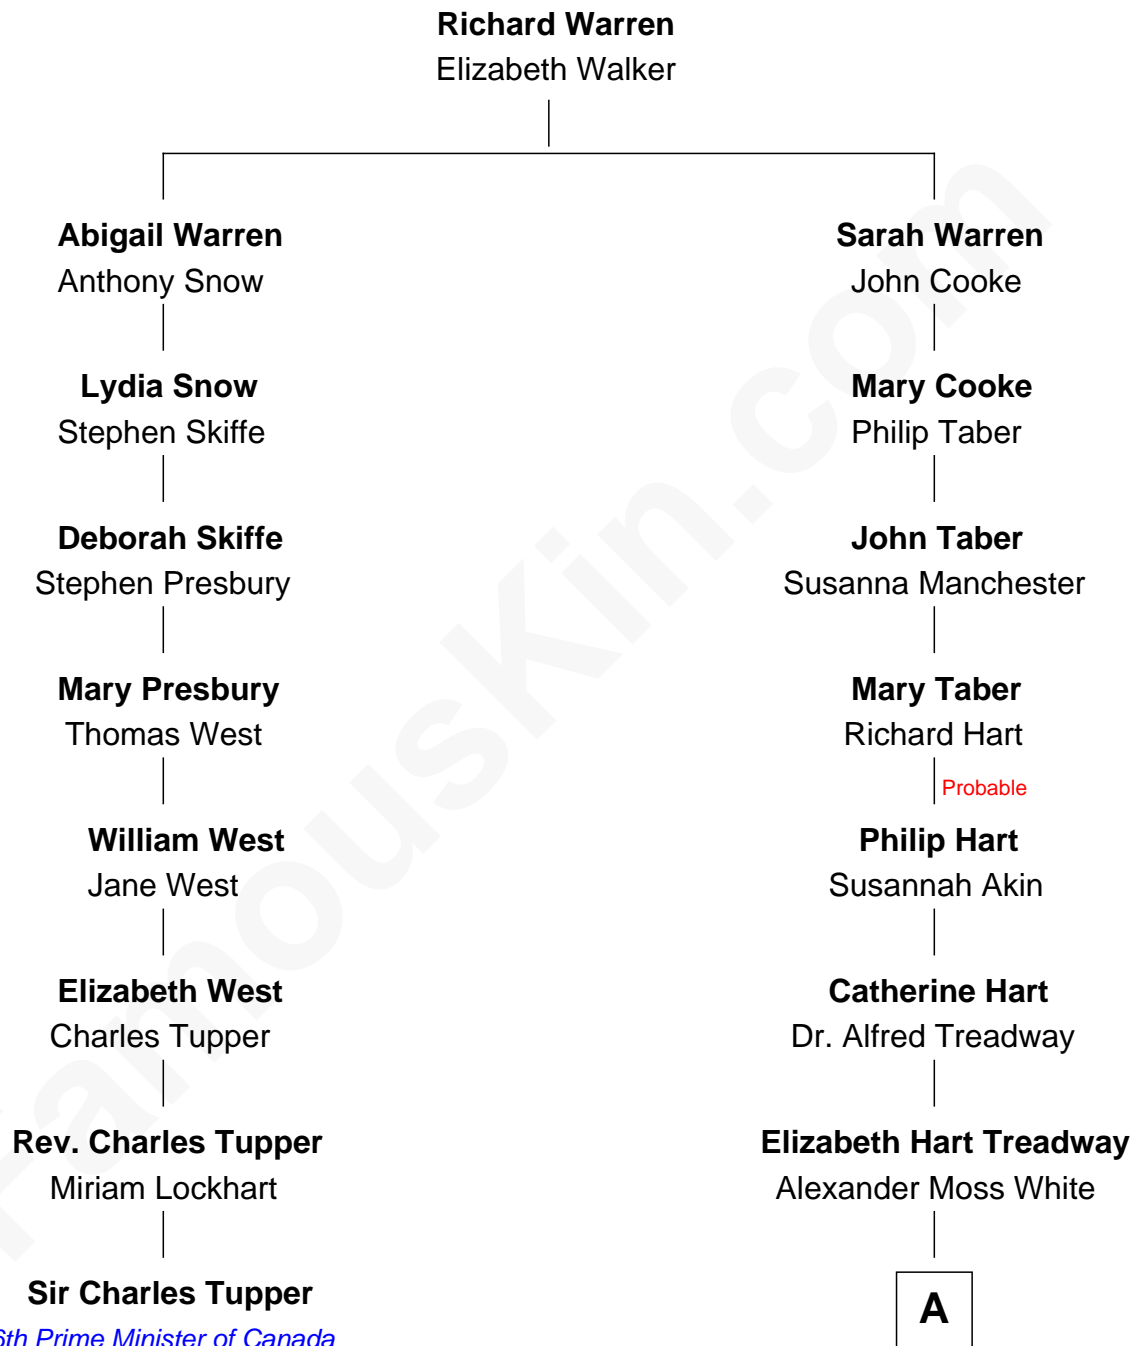 Richard Warren
Elizabeth Walker
Abigail Warren
Anthony Snow
Sarah Warren
John Cooke
Lydia Snow
Stephen Skiffe
Mary Cooke
Philip Taber
Deborah Skiffe
Stephen Presbury
John Taber
Susanna Manchester
Mary Presbury
Thomas West
Mary Taber
Richard Hart
Probable
William West
Jane West
Philip Hart
Susannah Akin
Elizabeth West
Charles Tupper
Catherine Hart
Dr. Alfred Treadway
Rev. Charles Tupper
Miriam Lockhart
Elizabeth Hart Treadway
Alexander Moss White
Sir Charles Tupper
6th Prime Minister of Canada
A
FamousKin.com